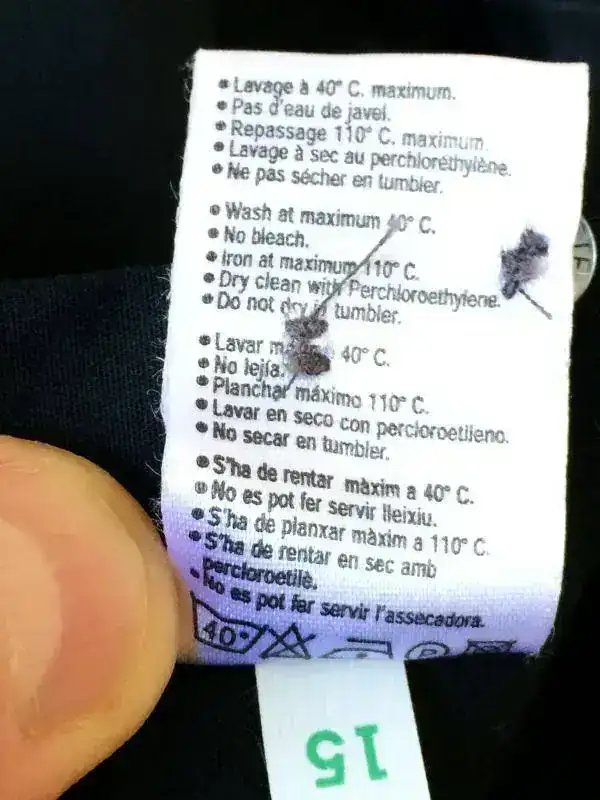 • Lavage à 40° C. maximum.
• Pas d'eau de javel.
• Repassage 110° C. maximum.
• Lavage à sec au perchloréthylène.
• Ne pas sécher en tumbler.
• Wash at maximum 40° C.
• No bleach.
• Iron at maximum 110° C.
• Dry clean with Perchloroethylene.
• Do not dry in tumbler.
• Lavar 40° C.
• No lejía.
• Planchar máximo 110° C.
• Lavar en seco con percloroetileno.
• No secar en tumbler.
• S'ha de rentar màxim a 40° C.
• No es pot fer servir lleixiu.
• S'ha de planxar màxim a 110° C.
• S'ha de rentar en sec amb
percloroetilè.
• No es pot fer servir l'assecadora.
40°
P
15